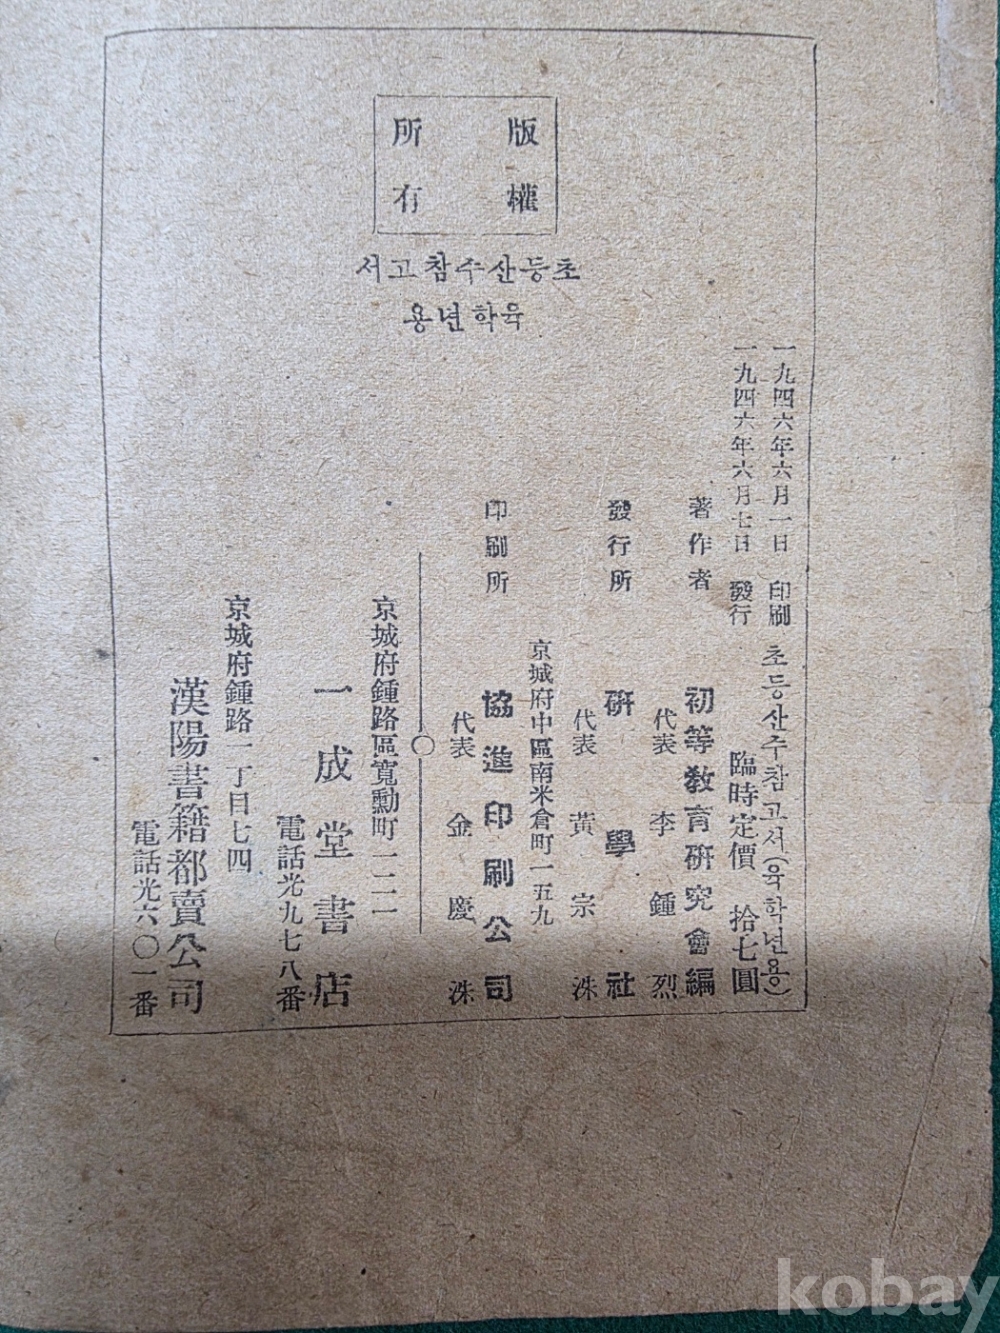 版權
所有
초등산수참고서
육학년용
一九四六年六月一日 印刷 초등산수참고서(육학년용)
一九四六年六月七日 發行 臨時定價 拾七圓
著作者 初等敎育硏究會編
代表 李鍾烈
發行所 硏學社
代表 黃宗洙
京城府中區南米倉町一五九
印刷所 協進印刷公司
代表 金慶洙
京城府鍾路區寬勳町一二一
一成堂書店
電話光九七八番
京城府鍾路一丁目七四
漢陽書籍都賣公司
電話光六〇一番
kobay